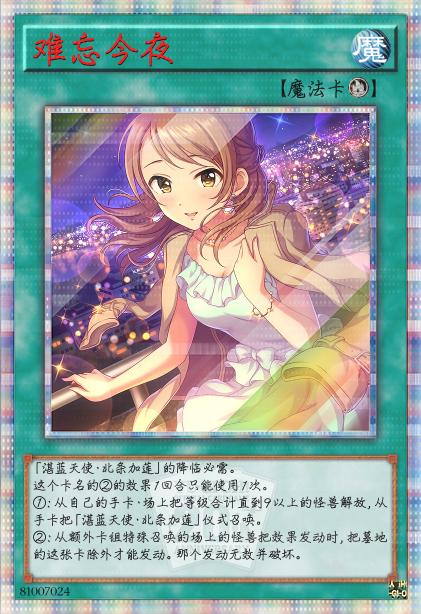 难忘今夜
魔
【魔法卡】
「湛蓝天使·北条加莲」的降临必需。
这个卡名的②的效果1回合只能使用1次。
①:从自己的手卡·场上把等级合计直到9以上的怪兽解放,从
手卡把「湛蓝天使·北条加莲」仪式召唤。
②:从额外卡组特殊召唤的场上的怪兽把效果发动时,把墓地
的这张卡除外才能发动。那个发动无效并破坏。
81007024